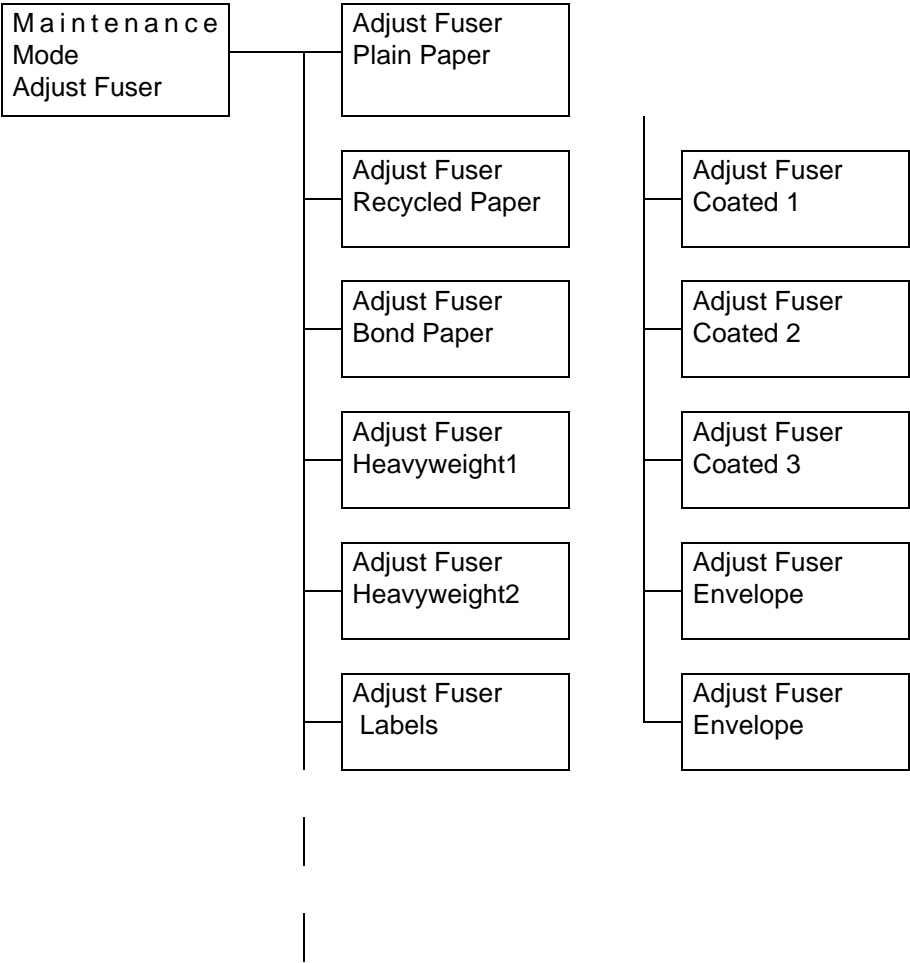 Maintenance
Mode
Adjust Fuser
Adjust Fuser
Plain Paper
Adjust Fuser
Recycled Paper
Adjust Fuser
Bond Paper
Adjust Fuser
Heavyweight1
Adjust Fuser
Heavyweight2
Adjust Fuser
Labels
Adjust Fuser
Coated 1
Adjust Fuser
Coated 2
Adjust Fuser
Coated 3
Adjust Fuser
Envelope
Adjust Fuser
Envelope